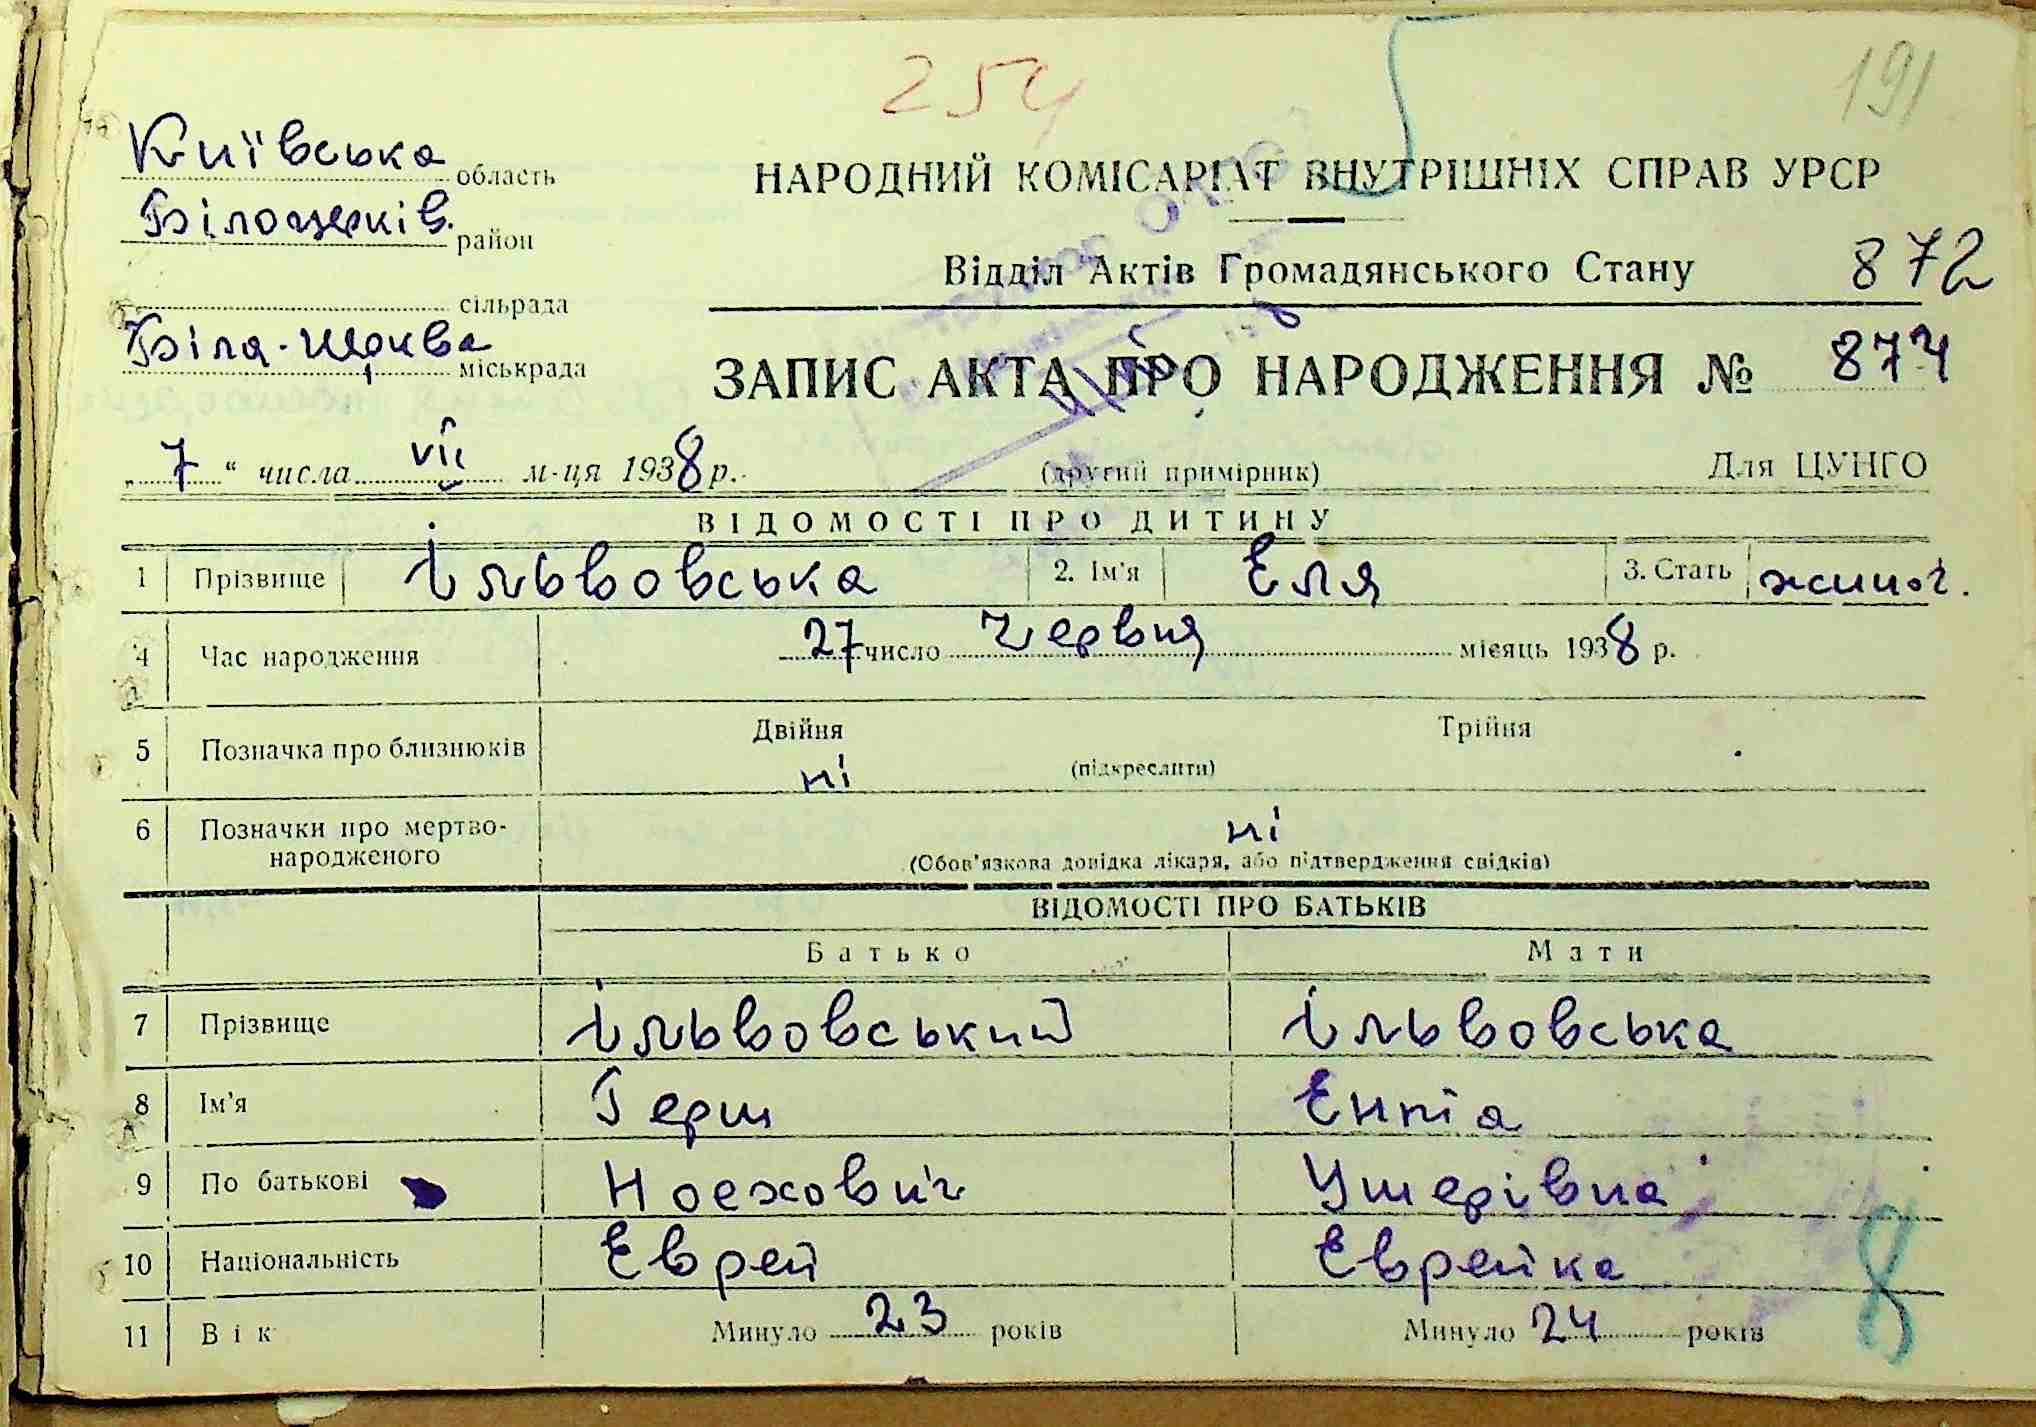 254
191
Київська область
Білоцерків. район
сільрада
Біла-Церква міськрада
НАРОДНИЙ КОМІСАРІАТ ВНУТРІШНІХ СПРАВ УРСР
Відділ Актів Громадянського Стану 872
ЗАПИС АКТА ПРО НАРОДЖЕННЯ № 874
„ 7 “ числа VII м-ця 1938 р.
(другий примірник)
Для ЦУНГО
ВІДОМОСТІ ПРО ДИТИНУ
1 Прізвище Ільвовська 2. Ім'я Еля 3. Стать жиноч.
4 Час народження 27 число червня місяць 1938 р.
5 Позначка про близнюків Двійня Трійня
ні (підкреслити)
6 Позначки про мертво-
народженого
ні
(Обов'язкова довідка лікаря, або підтвердження свідків)
ВІДОМОСТІ ПРО БАТЬКІВ
Батько Мати
7 Прізвище Ільвовський Ільвовська
8 Ім'я Герш
9 По батькові Ноехович Ушерівна
10 Національність Еврей Еврейка
11 Вік Минуло 23 років Минуло 24 років
8